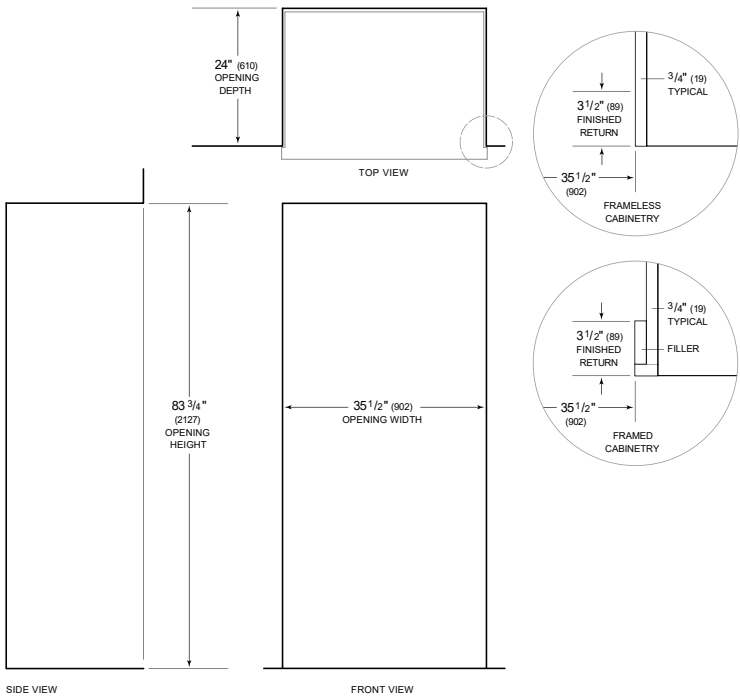 24" (610)
OPENING
DEPTH
TOP VIEW
3/4" (19)
TYPICAL
3 1/2" (89)
FINISHED
RETURN
35 1/2"
(902)
FRAMELESS
CABINETRY
3/4" (19)
TYPICAL
3 1/2" (89)
FINISHED
RETURN
FILLER
35 1/2"
(902)
FRAMED
CABINETRY
83 3/4"
(2127)
OPENING
HEIGHT
35 1/2" (902)
OPENING WIDTH
SIDE VIEW
FRONT VIEW